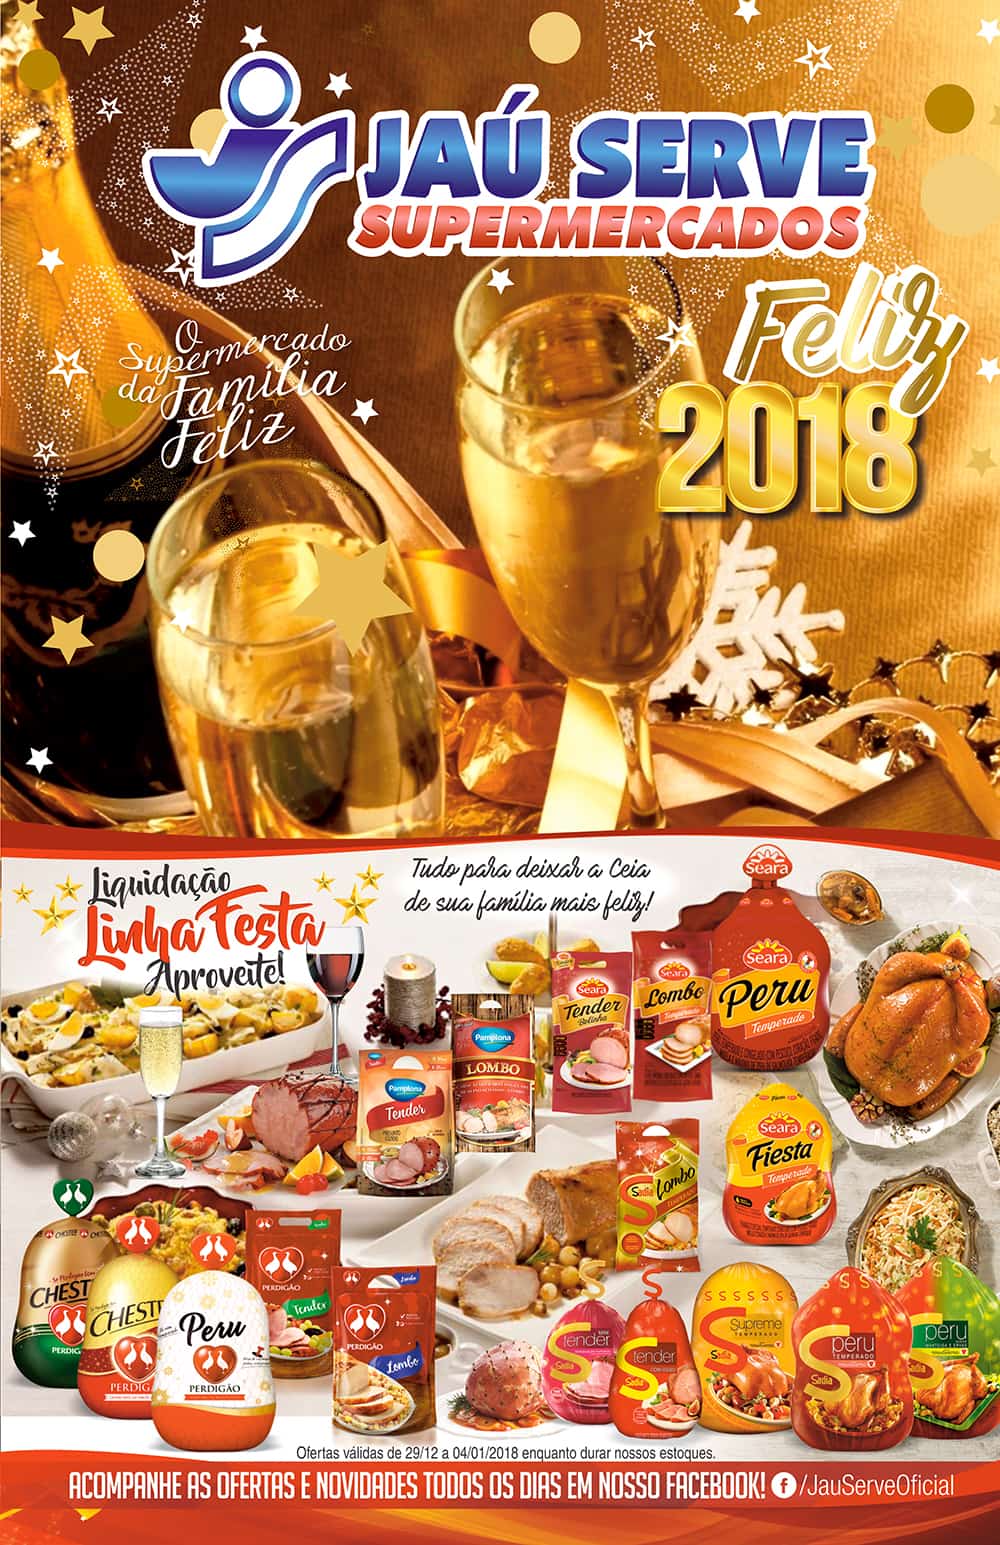 JAÚ SERVE
SUPERMERCADOS
O
Supermercado
da Família
Feliz
Feliz
2018
Liquidação
Linha Festa
Aproveite!
Tudo para deixar a Ceia
de sua família mais feliz!
Seara
Seara
Peru
Temperado
Seara
Tender
Bolinha
Seara
Lombo
Temperado
Pamplona
LOMBO
Pamplona
Tender
Seara
Fiesta
Temperado
Sadia
Lombo
TEMPERADO
CHESTER
PERDIGÃO
CHESTER
PERDIGÃO
Peru
PERDIGÃO
PERDIGÃO
Tender
PERDIGÃO
Lombo
Lombo
tender
Sadia
tender
Sadia
Supreme
TEMPERADO
Sadia
peru
TEMPERADO
Sadia
peru
Sadia
Ofertas válidas de 29/12 a 04/01/2018 enquanto durar nossos estoques.
ACOMPANHE AS OFERTAS E NOVIDADES TODOS OS DIAS EM NOSSO FACEBOOK! f /JauServeOficial